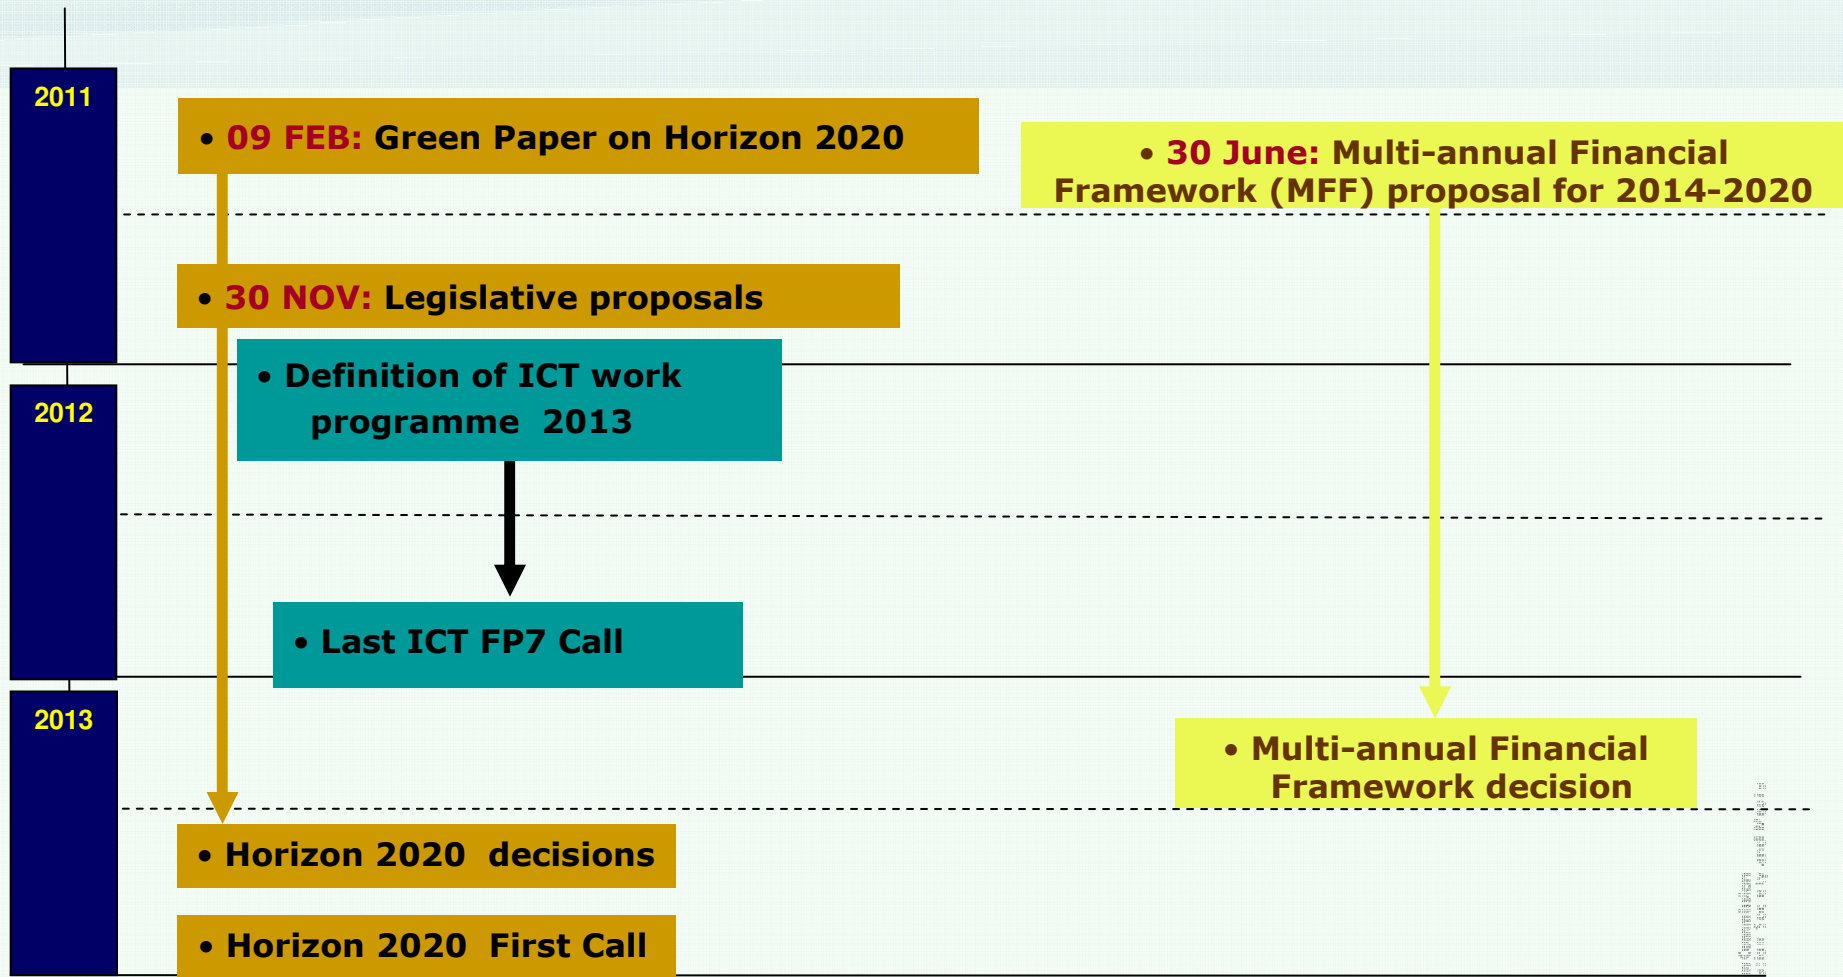 2011
• 09 FEB: Green Paper on Horizon 2020
• 30 June: Multi-annual Financial
Framework (MFF) proposal for 2014-2020
• 30 NOV: Legislative proposals
• Definition of ICT work
programme 2013
2012
• Last ICT FP7 Call
2013
• Multi-annual Financial
Framework decision
• Horizon 2020 decisions
• Horizon 2020 First Call